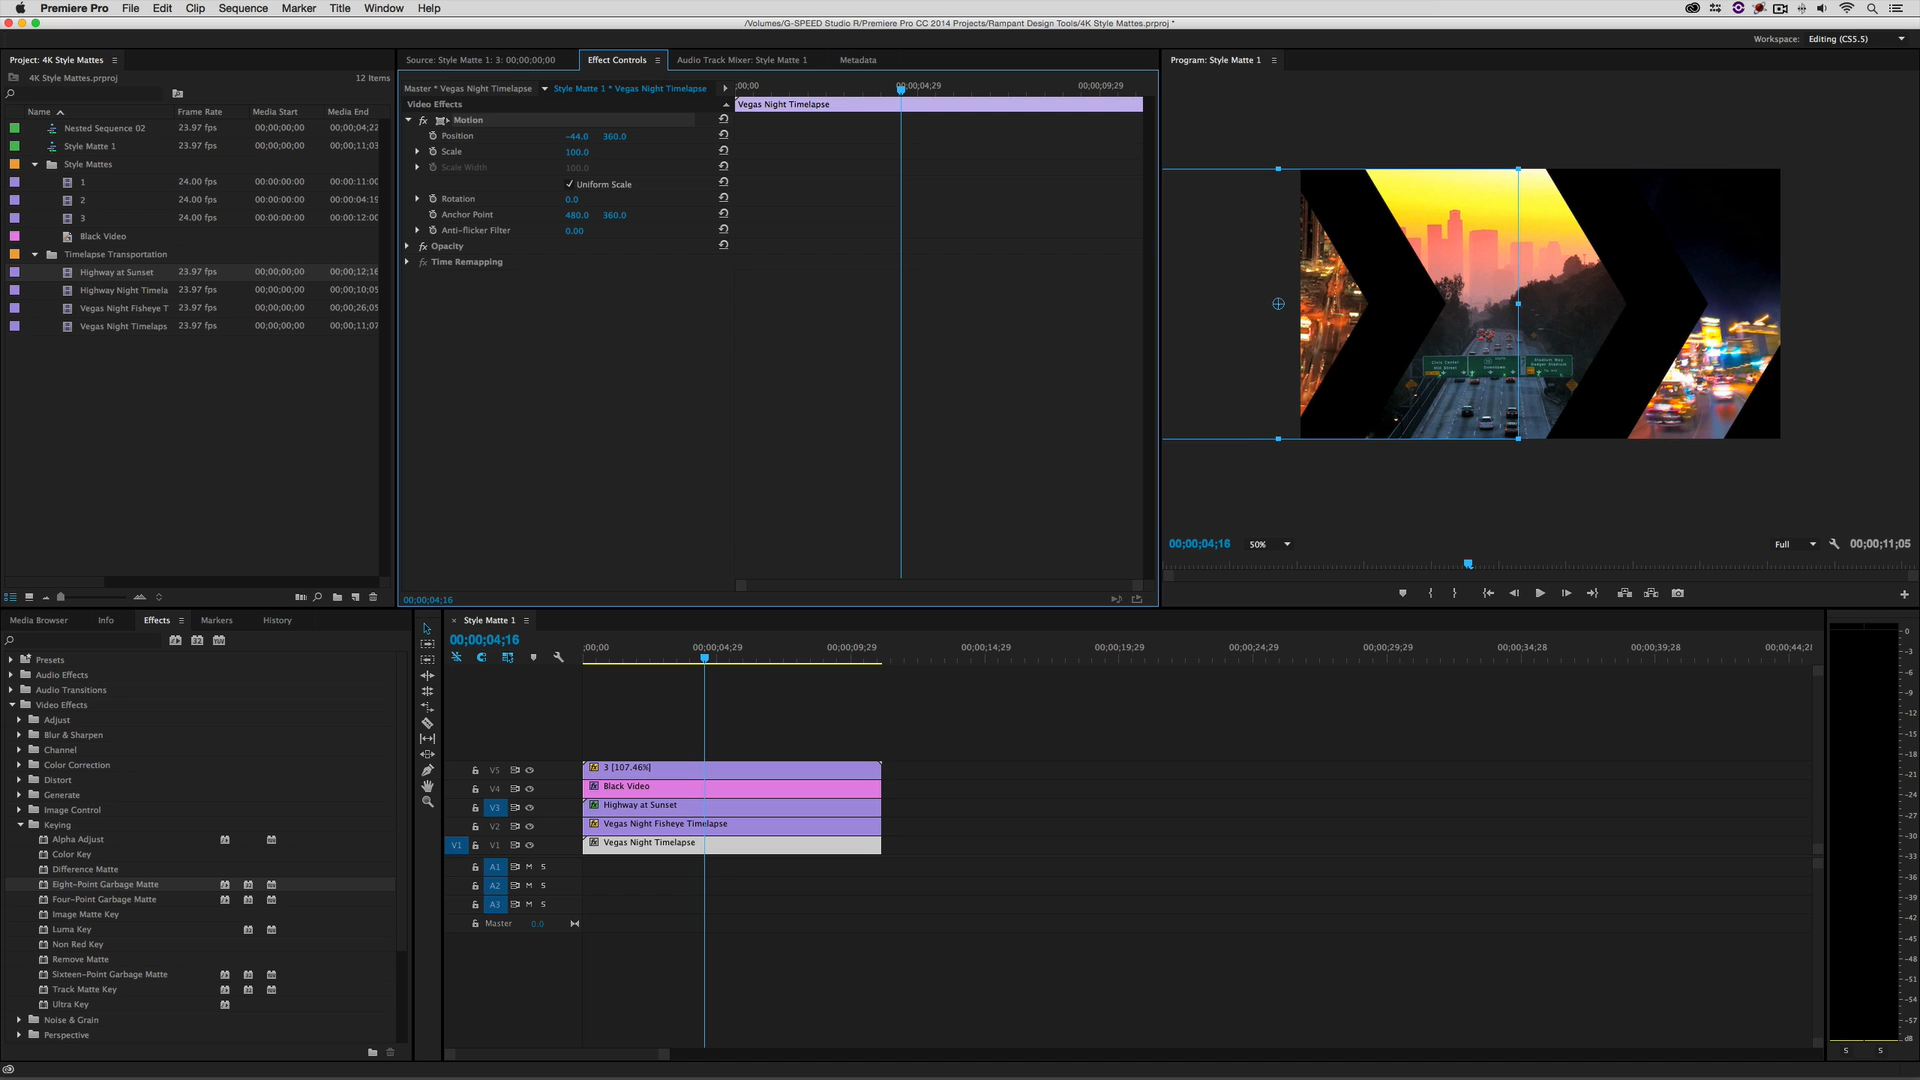 Premiere Pro File Edit Clip Sequence Marker Title Window Help
/Volumes/G-SPEED Studio R/Premiere Pro CC 2014 Projects/Rampant Design Tools/4K Style Mattes.prproj *
Workspace: Editing (CS5.5)
Project: 4K Style Mattes
4K Style Mattes.prproj 12 Items
Name Frame Rate Media Start Media End
Nested Sequence 02 23.97 fps 00;00;00;00 00;00;04;22
Style Matte 1 23.97 fps 00;00;00;00 00;00;11;03
Style Mattes
1 24.00 fps 00:00:00:00 00:00:11:00
2 24.00 fps 00:00:00:00 00:00:04:19
3 24.00 fps 00:00:00:00 00:00:12:00
Black Video
Timelapse Transportation
Highway at Sunset 23.97 fps 00;00;00;00 00;00;12;16
Highway Night Timela 23.97 fps 00;00;00;00 00;00;10;05
Vegas Night Fisheye T 23.97 fps 00;00;00;00 00;00;26;05
Vegas Night Timelaps 23.97 fps 00;00;00;00 00;00;11;07
Source: Style Matte 1: 3: 00;00;00;00 Effect Controls Audio Track Mixer: Style Matte 1 Metadata
Master * Vegas Night Timelapse Style Matte 1 * Vegas Night Timelapse
;00;00 00;00;04;29 00;00;09;29
Video Effects
Vegas Night Timelapse
fx Motion
Position -44.0 360.0
Scale 100.0
Scale Width 100.0
Uniform Scale
Rotation 0.0
Anchor Point 480.0 360.0
Anti-flicker Filter 0.00
fx Opacity
fx Time Remapping
00;00;04;16
Program: Style Matte 1
Downtown
00;00;04;16 50% Full 00;00;11;05
Media Browser Info Effects Markers History
Presets
Audio Effects
Audio Transitions
Video Effects
Adjust
Blur & Sharpen
Channel
Color Correction
Distort
Generate
Image Control
Keying
Alpha Adjust
Color Key
Difference Matte
Eight-Point Garbage Matte
Four-Point Garbage Matte
Image Matte Key
Luma Key
Non Red Key
Remove Matte
Sixteen-Point Garbage Matte
Track Matte Key
Ultra Key
Noise & Grain
Perspective
Style Matte 1
00;00;04;16
;00;00 00;00;04;29 00;00;09;29 00;00;14;29 00;00;19;29 00;00;24;29 00;00;29;29 00;00;34;28 00;00;39;28 00;00;44;28
V5 3 [107.46%]
V4 Black Video
V3 Highway at Sunset
V2 Vegas Night Fisheye Timelapse
V1 V1 Vegas Night Timelapse
A1 M S
A2 M S
A3 M S
Master 0.0
0
-3
-6
-9
-12
-15
-18
-21
-24
-27
-30
-33
-36
-39
-42
-45
-48
-51
-54
-57
dB
S S